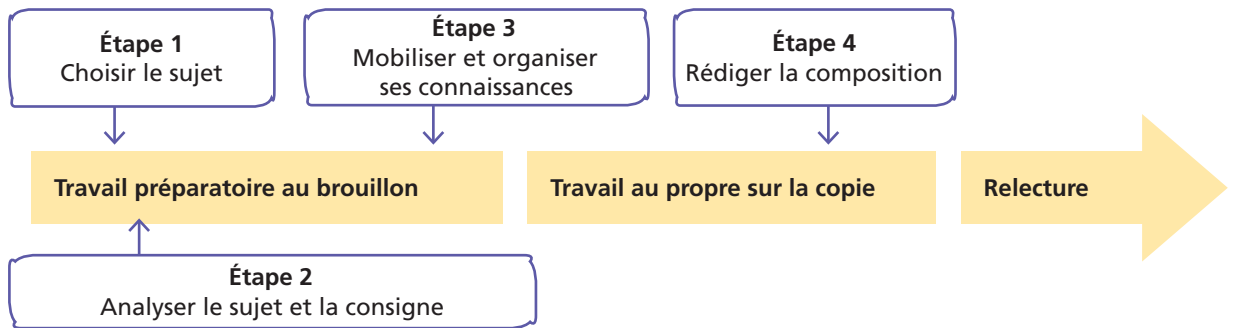 Étape 1
Choisir le sujet
Étape 3
Mobiliser et organiser
ses connaissances
Étape 4
Rédiger la composition
Travail préparatoire au brouillon
Travail au propre sur la copie
Relecture
Étape 2
Analyser le sujet et la consigne